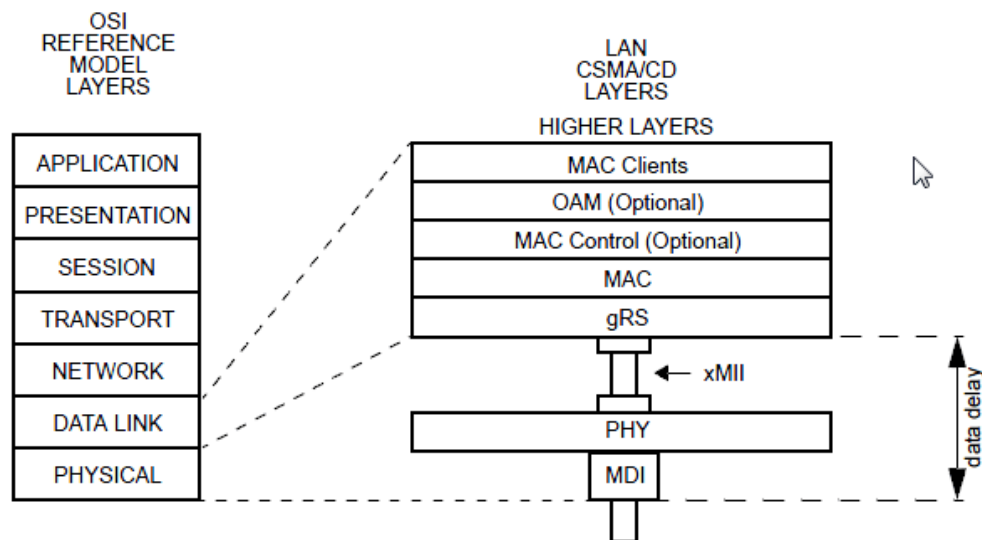 OSI
REFERENCE
MODEL
LAYERS
APPLICATION
PRESENTATION
SESSION
TRANSPORT
NETWORK
DATA LINK
PHYSICAL
LAN
CSMA/CD
LAYERS
HIGHER LAYERS
MAC Clients
OAM (Optional)
MAC Control (Optional)
MAC
gRS
xMII
PHY
MDI
data delay